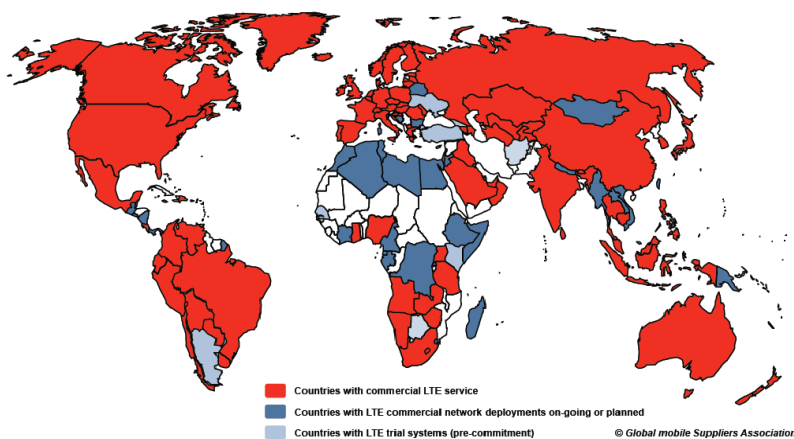 Countries with commercial LTE service
Countries with LTE commercial network deployments on-going or planned
Countries with LTE trial systems (pre-commitment)
© Global mobile Suppliers Association